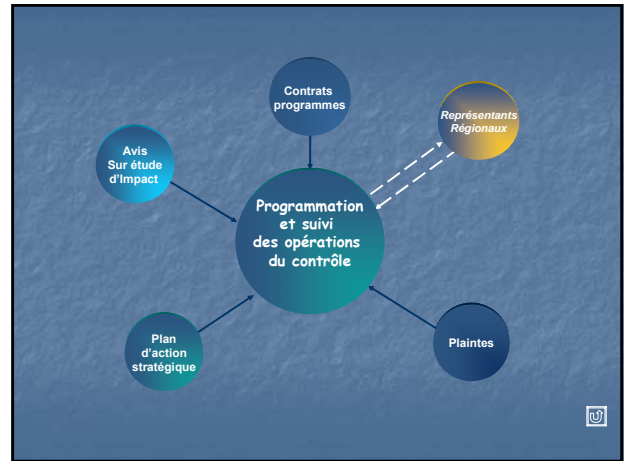 Contrats
programmes
Représentants
Régionaux
Avis
Sur étude
d'Impact
Programmation
et suivi
des opérations
du contrôle
Plan
d'action
stratégique
Plaintes